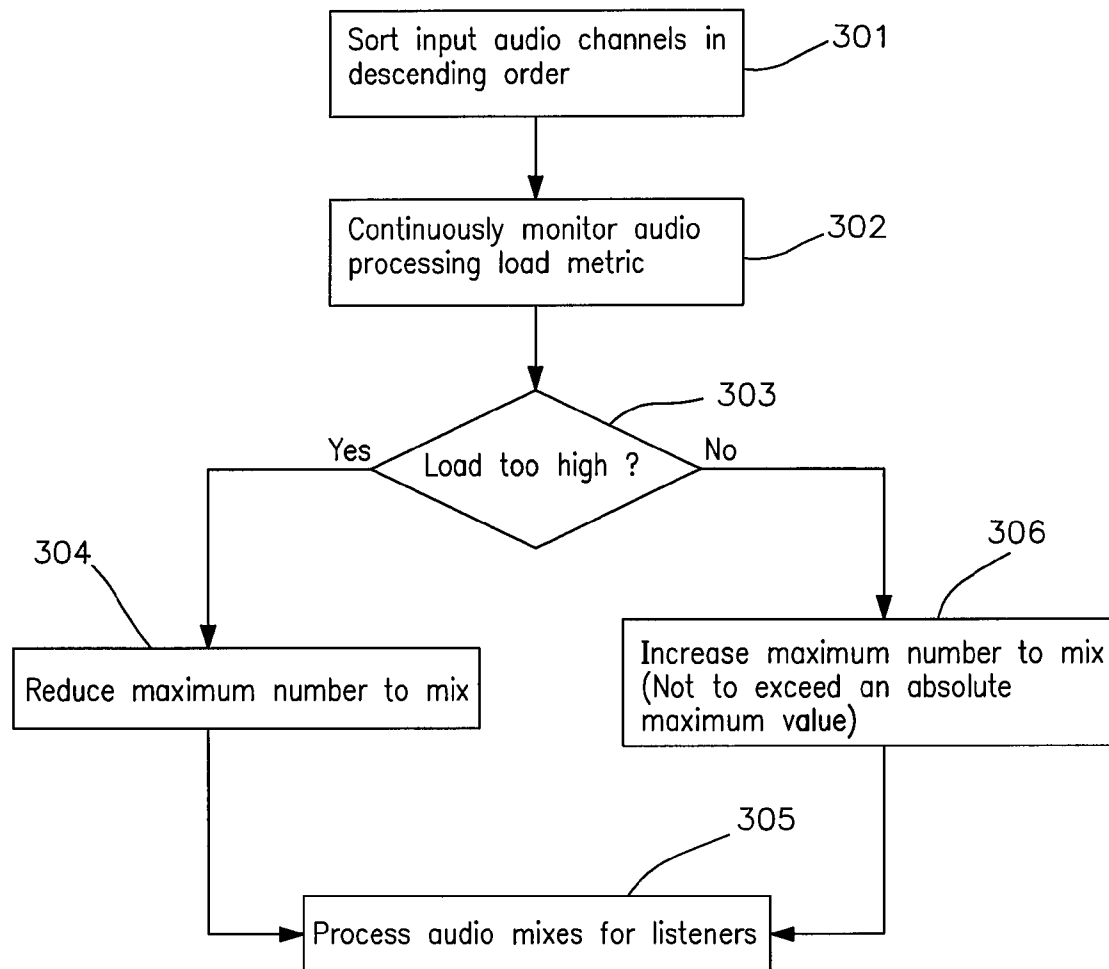 Sort input audio channels in
descending order
301
Continuously monitor audio
processing load metric
302
303
Yes
Load too high ?
No
304
306
Reduce maximum number to mix
Increase maximum number to mix
(Not to exceed an absolute
maximum value)
305
Process audio mixes for listeners